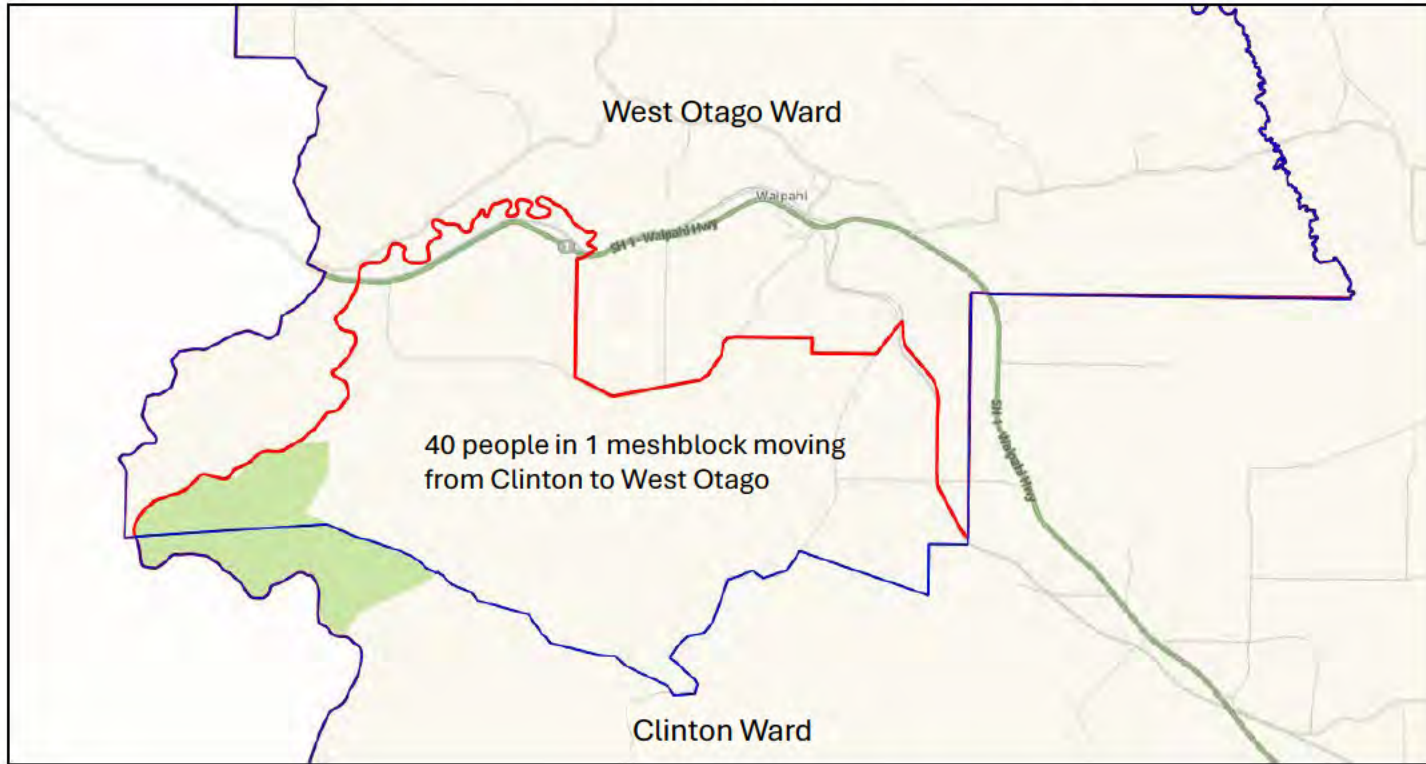 West Otago Ward
Waipahi
SH 1 - Waipahi Hwy
1
40 people in 1 meshblock moving
from Clinton to West Otago
SH 1 - Waipahi Hwy
Clinton Ward